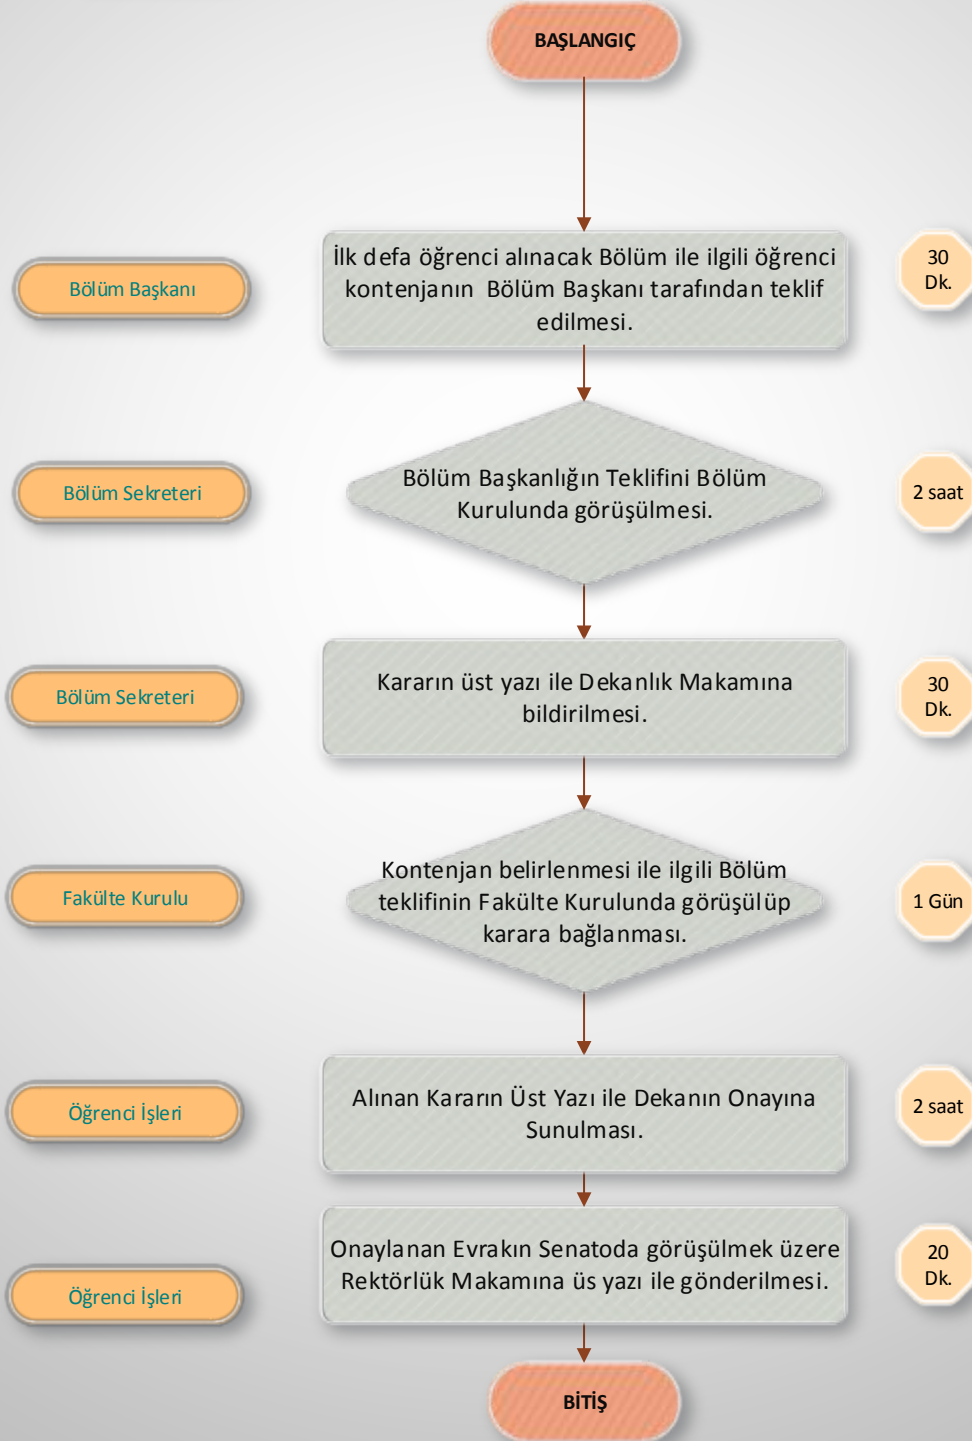 BAŞLANGIÇ
Bölüm Başkanı
İlk defa öğrenci alınacak Bölüm ile ilgili öğrenci
kontenjanın Bölüm Başkanı tarafından teklif
edilmesi.
30
Dk.
Bölüm Sekreteri
Bölüm Başkanlığın Teklifini Bölüm
Kurulunda görüşülmesi.
2 saat
Bölüm Sekreteri
Kararın üst yazı ile Dekanlık Makamına
bildirilmesi.
30
Dk.
Fakülte Kurulu
Kontenjan belirlenmesi ile ilgili Bölüm
teklifinin Fakülte Kurulunda görüşülüp
karara bağlanması.
1 Gün
Öğrenci İşleri
Alınan Kararın Üst Yazı ile Dekanın Onayına
Sunulması.
2 saat
Öğrenci İşleri
Onaylanan Evrakın Senatoda görüşülmek üzere
Rektörlük Makamına üs yazı ile gönderilmesi.
20
Dk.
BİTİŞ